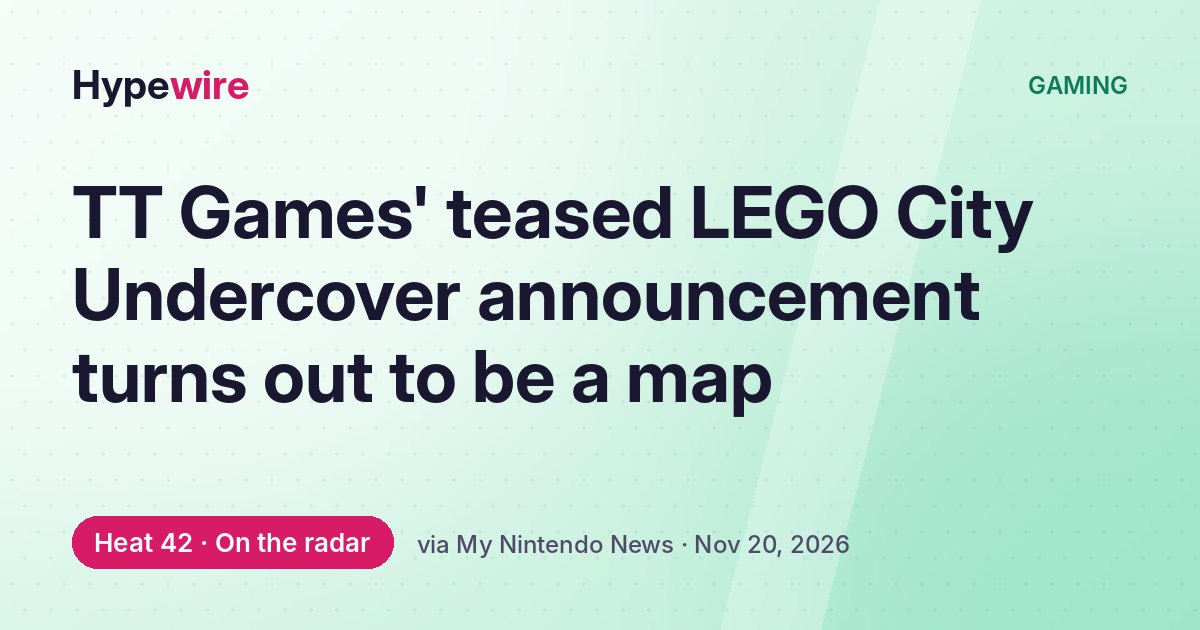 Hypewire
GAMING
TT Games' teased LEGO City
Undercover announcement
turns out to be a map
Heat 42 · On the radar
via My Nintendo News · Nov 20, 2026